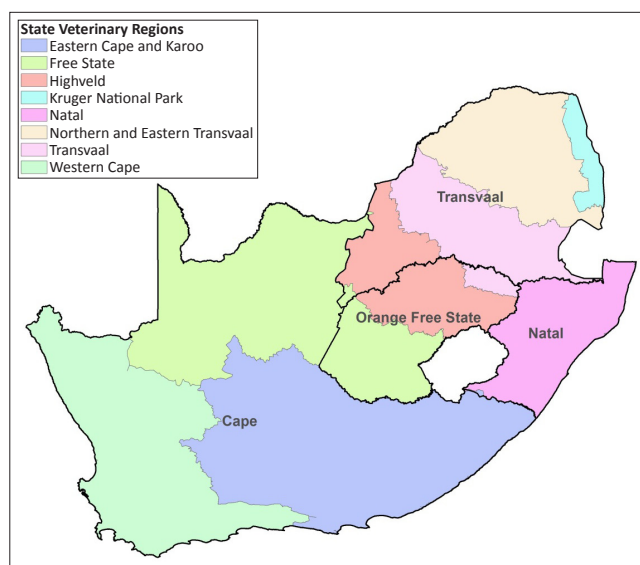 State Veterinary Regions
Eastern Cape and Karoo
Free State
Highveld
Kruger National Park
Natal
Northern and Eastern Transvaal
Transvaal
Western Cape
Transvaal
Orange Free State
Natal
Cape